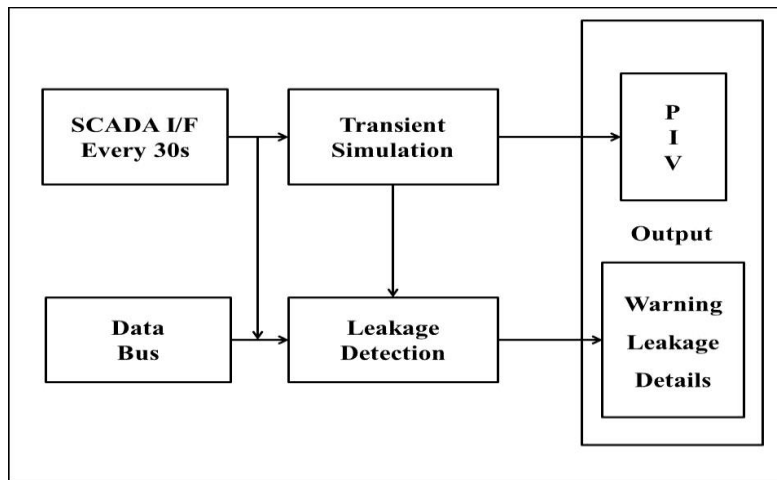 SCADA I/F
Every 30s
Transient
Simulation
P
I
V
Output
Data
Bus
Leakage
Detection
Warning
Leakage
Details